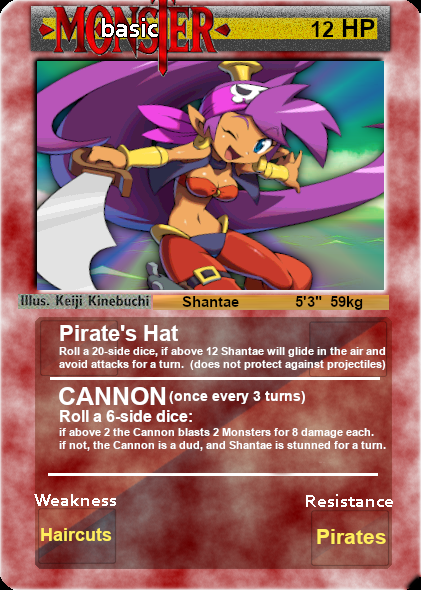 MONSTER
basic
12 HP
Illus. Keiji Kinebuchi
Shantae
5'3" 59kg
Pirate's Hat
Roll a 20-side dice, if above 12 Shantae will glide in the air and
avoid attacks for a turn. (does not protect against projectiles)
CANNON (once every 3 turns)
Roll a 6-side dice:
if above 2 the Cannon blasts 2 Monsters for 8 damage each.
if not, the Cannon is a dud, and Shantae is stunned for a turn.
Weakness
Resistance
Haircuts
Pirates